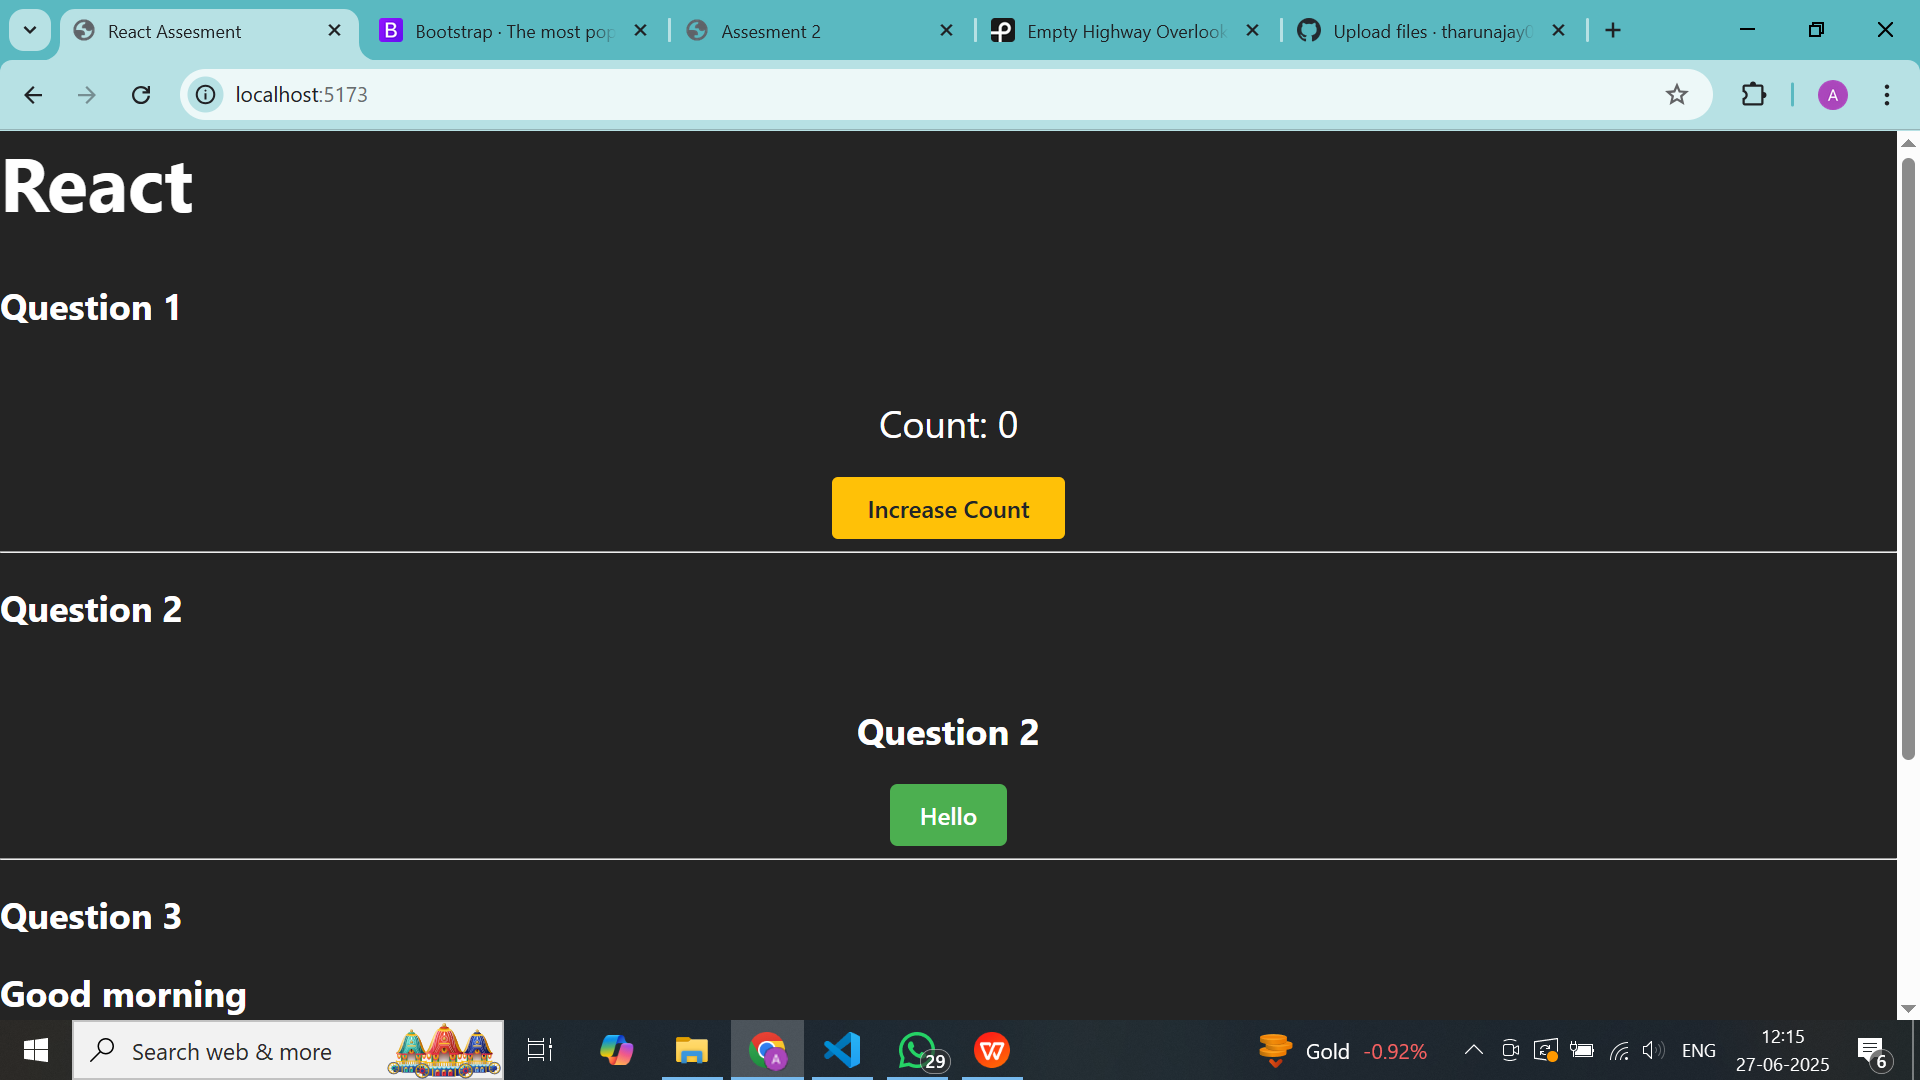 React Assesment
Bootstrap · The most pop
Assesment 2
Empty Highway Overlook
Upload files · tharunajay0
localhost:5173
A
React
Question 1
Count: 0
Increase Count
Question 2
Question 2
Hello
Question 3
Good morning
Search web & more
A
29
W
Gold -0.92%
ENG
12:15
27-06-2025
6